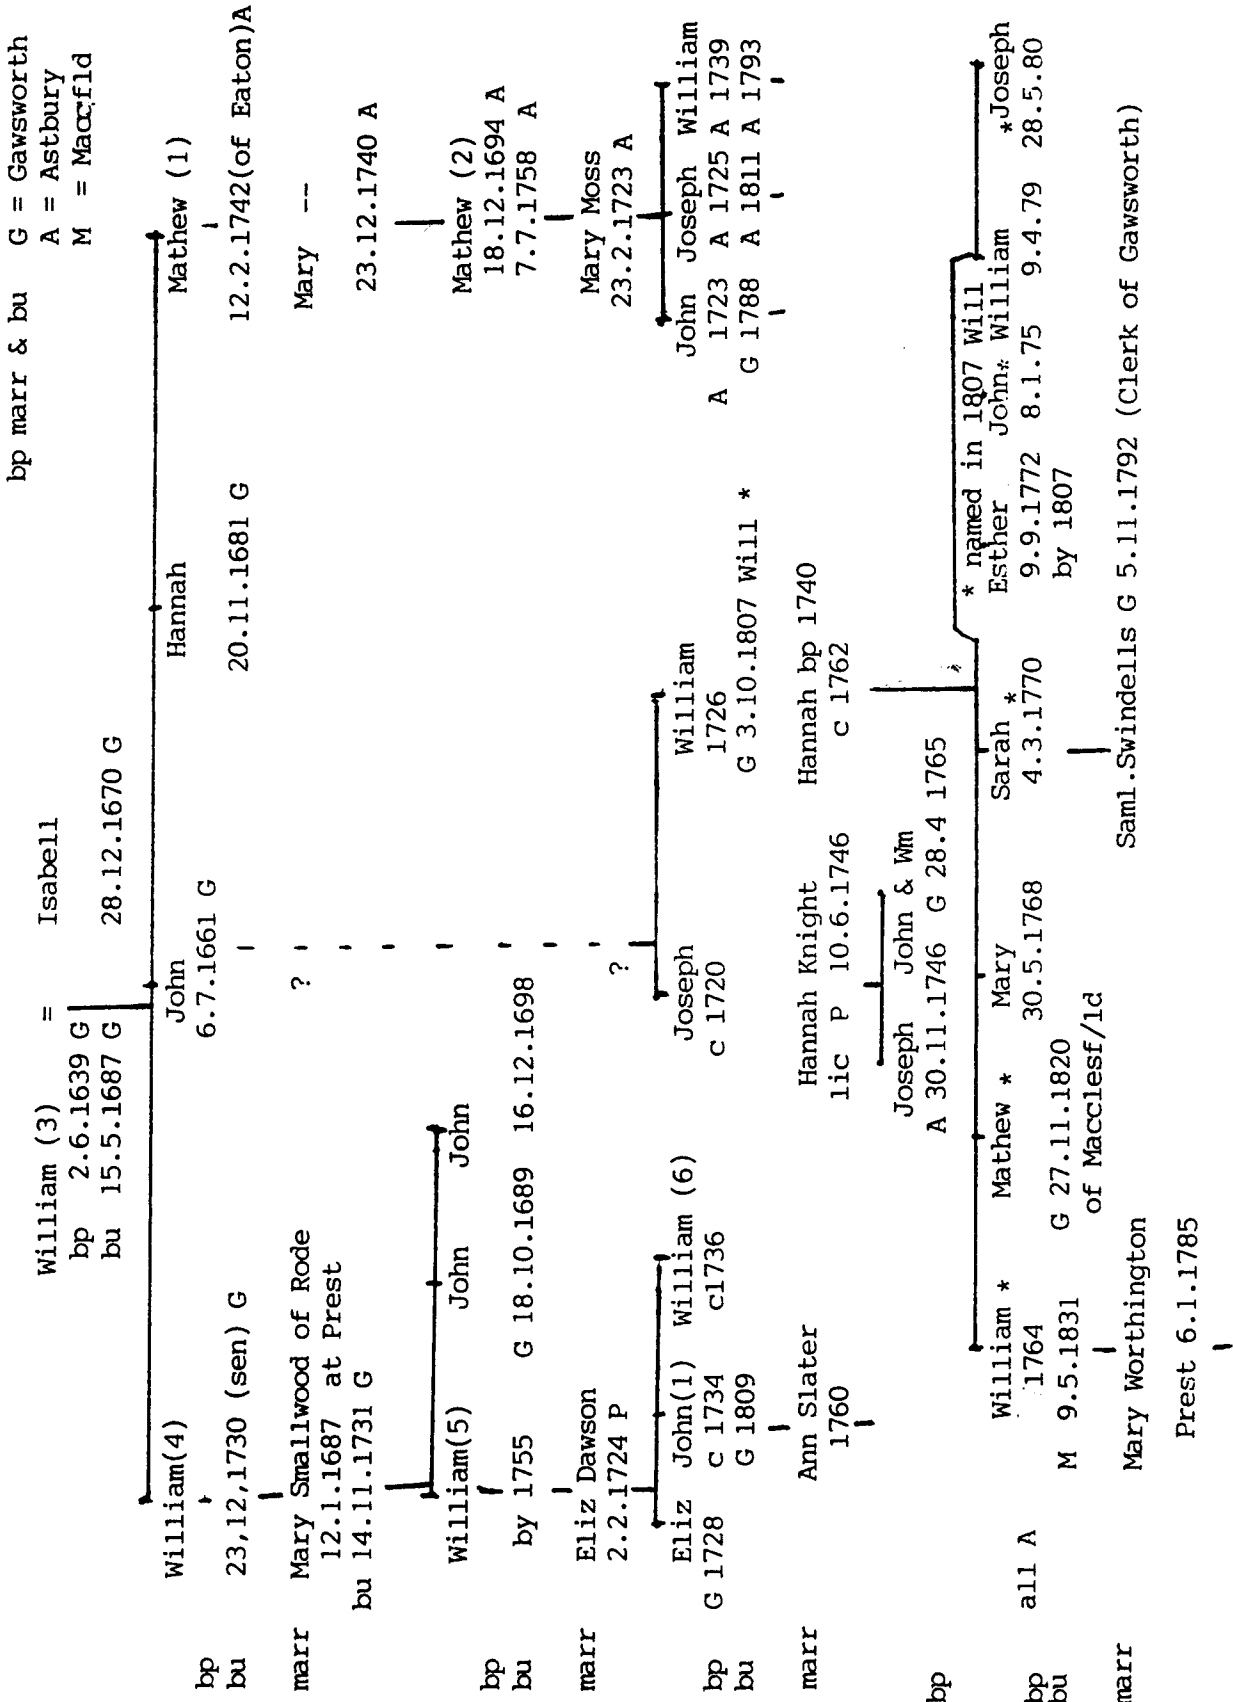 bp marr & bu G = Gawsworth
A = Astbury
M = Maccfld
William (3) = Isabell
bp 2.6.1639 G
bu 15.5.1687 G 28.12.1670 G
William(4) John Hannah Mathew (1)
bp 6.7.1661 G
bu 23,12,1730 (sen) G 20.11.1681 G 12.2.1742(of Eaton)A
marr Mary Smallwood of Rode ? Mary --
12.1.1687 at Prest
bu 14.11.1731 G 23.12.1740 A
William(5) John John Mathew (2)
bp 18.12.1694 A
bu by 1755 G 18.10.1689 16.12.1698 7.7.1758 A
marr Eliz Dawson ? Mary Moss
2.2.1724 P 23.2.1723 A
Eliz John(1) William (6) Joseph William John Joseph William
bp G 1728 c 1734 c1736 c 1720 1726 A 1723 A 1725 A 1739
bu G 1809 G 3.10.1807 Will * G 1788 A 1811 A 1793
marr Ann Slater Hannah Knight Hannah bp 1740
1760 lic P 10.6.1746 c 1762
Joseph John & Wm
bp A 30.11.1746 G 28.4 1765
* named in 1807 Will
William * Mathew * Mary Sarah * Esther John* William *Joseph
bp all A 1764 30.5.1768 4.3.1770 9.9.1772 8.1.75 9.4.79 28.5.80
bu M 9.5.1831 G 27.11.1820 by 1807
of Macclesf/ld
marr Mary Worthington Saml.Swindells G 5.11.1792 (Clerk of Gawsworth)
Prest 6.1.1785